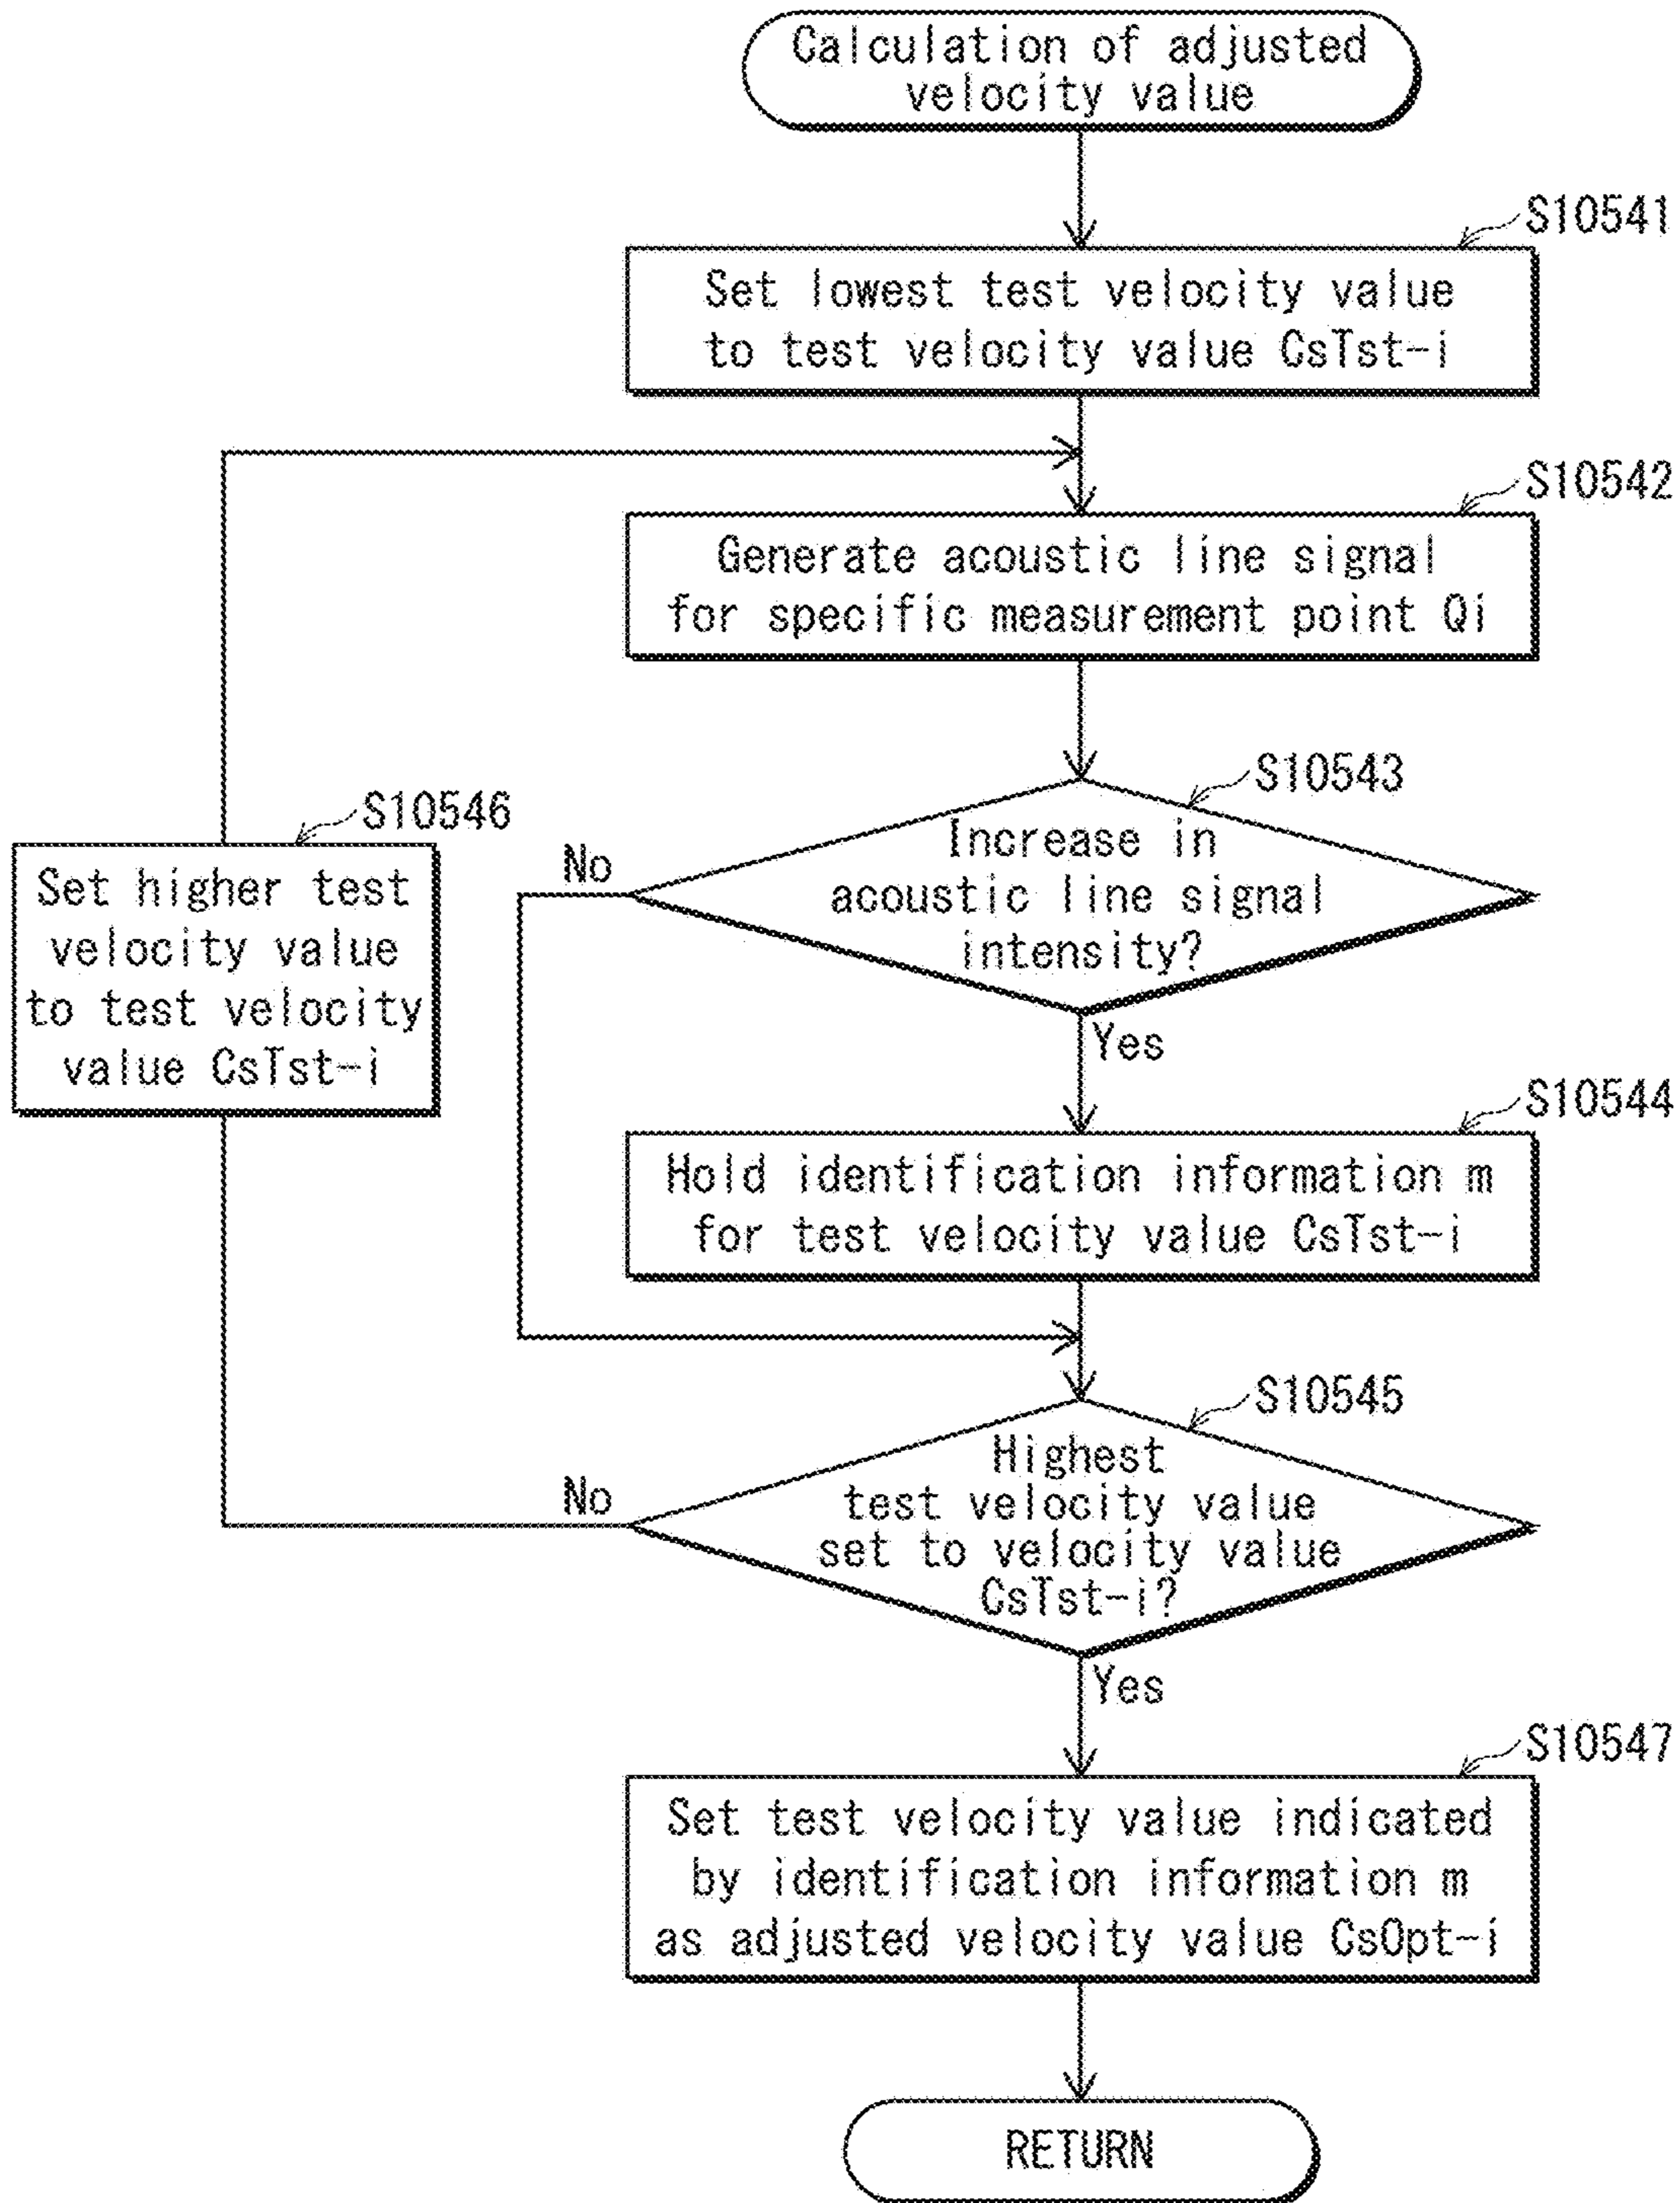 Calculation of adjusted
velocity value
S10541
Set lowest test velocity value
to test velocity value CsTst-i
S10542
Generate acoustic line signal
for specific measurement point Qi
S10543
Increase in
acoustic line signal
intensity?
No
Yes
S10546
Set higher test
velocity value
to test velocity
value CsTst-i
S10544
Hold identification information m
for test velocity value CsTst-i
S10545
Highest
test velocity value
set to velocity value
CsTst-i?
No
Yes
S10547
Set test velocity value indicated
by identification information m
as adjusted velocity value CsOpt-i
RETURN